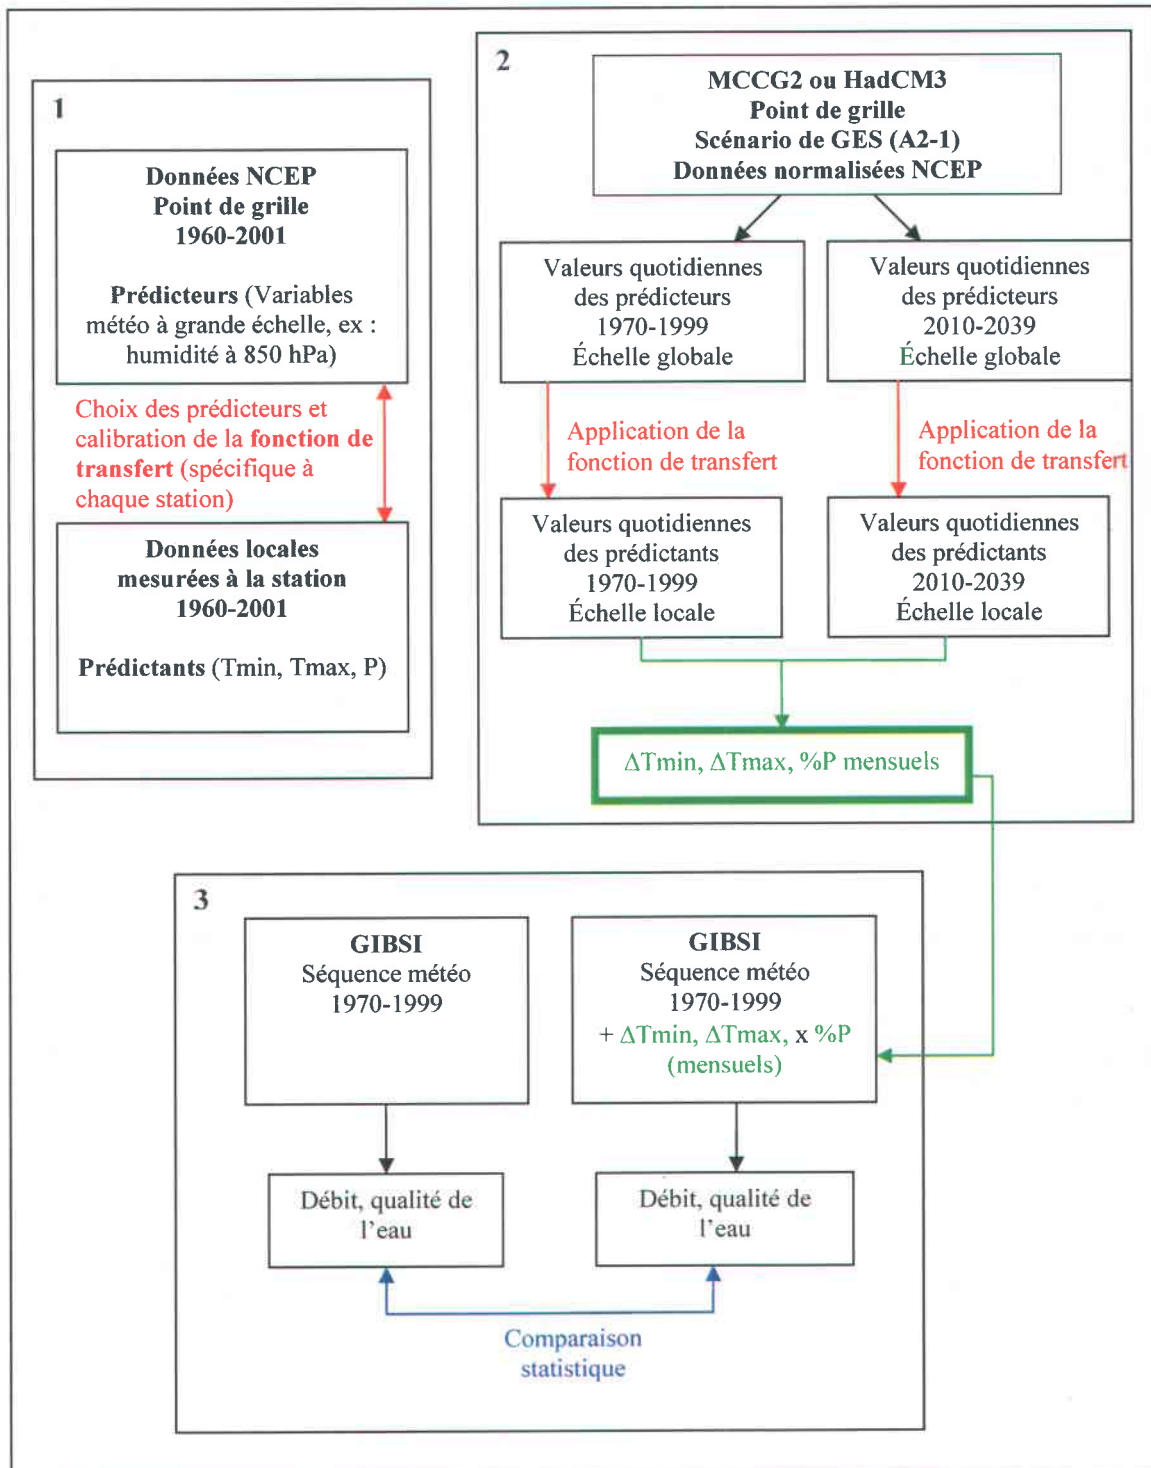 1
Données NCEP
Point de grille
1960-2001
Prédicteurs (Variables
météo à grande échelle, ex :
humidité à 850 hPa)
Choix des prédicteurs et
calibration de la fonction de
transfert (spécifique à
chaque station)
Données locales
mesurées à la station
1960-2001
Prédictants (Tmin, Tmax, P)
2
MCCG2 ou HadCM3
Point de grille
Scénario de GES (A2-1)
Données normalisées NCEP
Valeurs quotidiennes
des prédicteurs
1970-1999
Échelle globale
Valeurs quotidiennes
des prédicteurs
2010-2039
Échelle globale
Application de la
fonction de transfert
Application de la
fonction de transfert
Valeurs quotidiennes
des prédictants
1970-1999
Échelle locale
Valeurs quotidiennes
des prédictants
2010-2039
Échelle locale
ΔTmin, ΔTmax, %P mensuels
3
GIBSI
Séquence météo
1970-1999
GIBSI
Séquence météo
1970-1999
+ ΔTmin, ΔTmax, x %P
(mensuels)
Débit, qualité de
l'eau
Débit, qualité de
l'eau
Comparaison
statistique